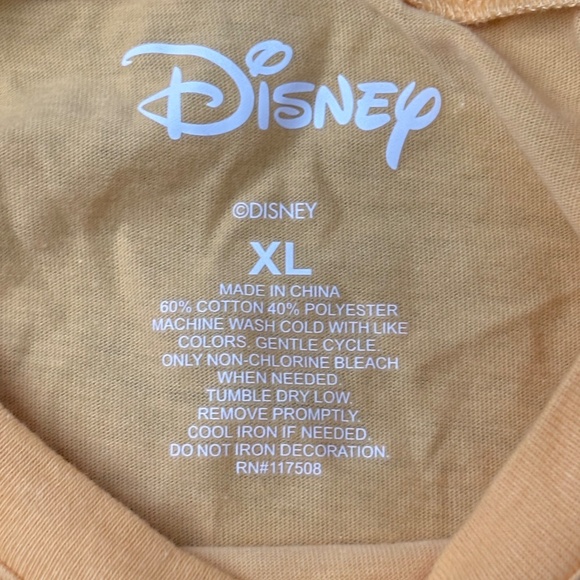 Disney
©DISNEY
XL
MADE IN CHINA
60% COTTON 40% POLYESTER
MACHINE WASH COLD WITH LIKE
COLORS. GENTLE CYCLE.
ONLY NON-CHLORINE BLEACH
WHEN NEEDED.
TUMBLE DRY LOW.
REMOVE PROMPTLY.
COOL IRON IF NEEDED.
DO NOT IRON DECORATION.
RN#117508